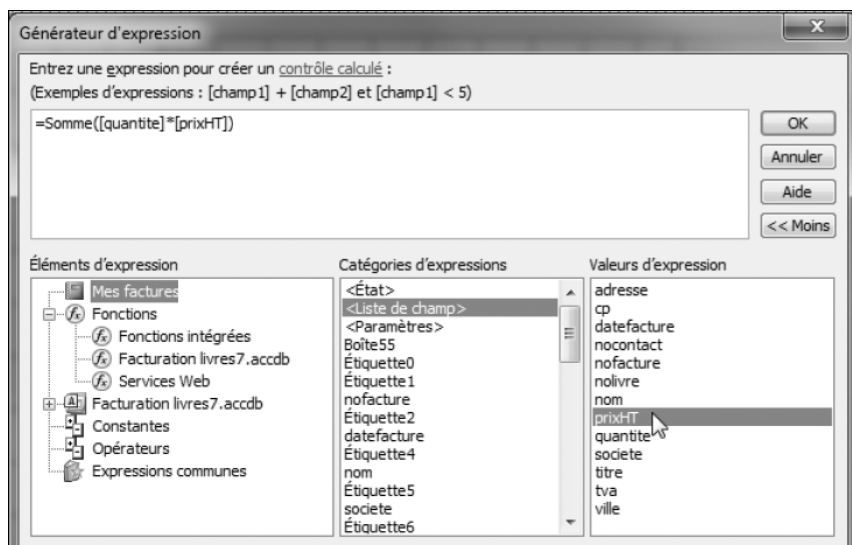 Générateur d'expression
Entrez une expression pour créer un contrôle calculé :
(Exemples d'expressions : [champ1] + [champ2] et [champ1] < 5)
=Somme([quantite]*[prixHT])
OK
Annuler
Aide
<< Moins
Éléments d'expression
Mes factures
Fonctions
Fonctions intégrées
Facturation livres7.accdb
Services Web
Facturation livres7.accdb
Constantes
Opérateurs
Expressions communes
Catégories d'expressions
<État>
<Liste de champ>
<Paramètres>
Boîte55
Étiquette0
Étiquette1
nofacture
Étiquette2
datefacture
Étiquette4
nom
Étiquette5
societe
Étiquette6
Valeurs d'expression
adresse
cp
datefacture
nocontact
nofacture
nolivre
nom
prixHT
quantite
societe
titre
tva
ville